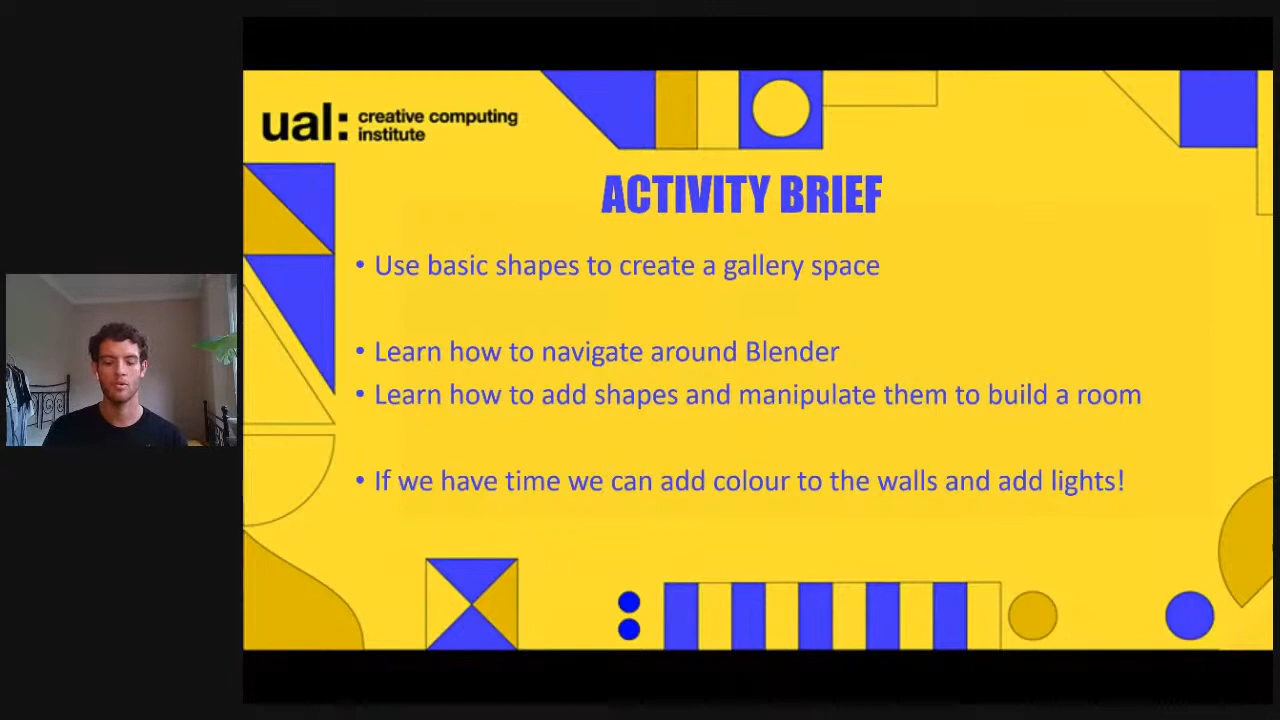 ual: creative computing
institute
ACTIVITY BRIEF
• Use basic shapes to create a gallery space
• Learn how to navigate around Blender
• Learn how to add shapes and manipulate them to build a room
• If we have time we can add colour to the walls and add lights!